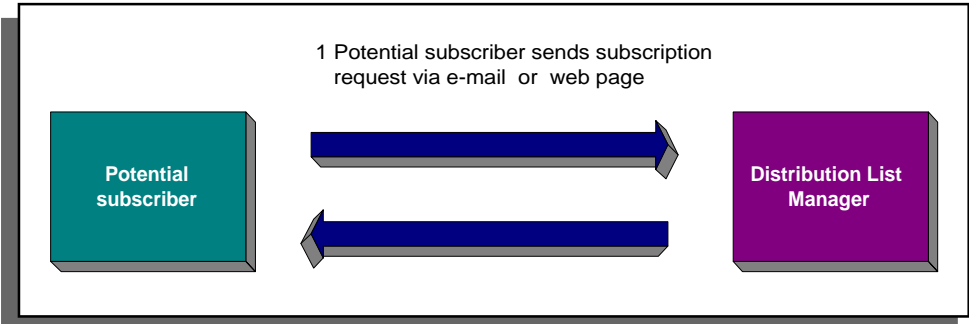 1 Potential subscriber sends subscription
request via e-mail or web page
Potential
subscriber
Distribution List
Manager